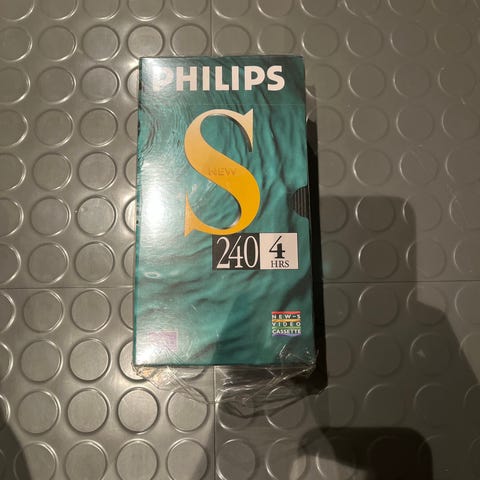 PHILIPS
S
NEW
240 4
HRS
NEW-S
VIDEO
CASSETTE